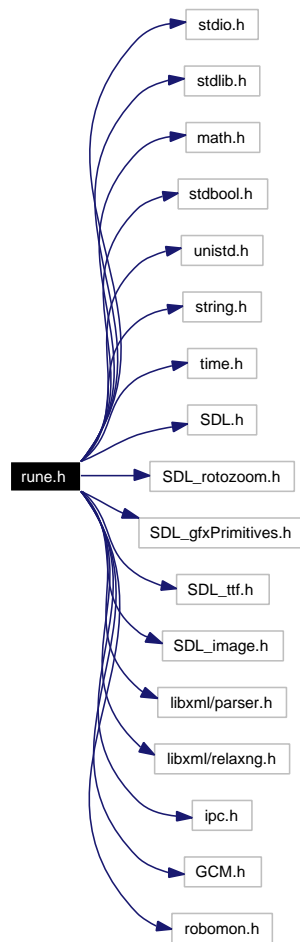 stdio.h
stdlib.h
math.h
stdbool.h
unistd.h
string.h
time.h
SDL.h
rune.h
SDL_rotozoom.h
SDL_gfxPrimitives.h
SDL_ttf.h
SDL_image.h
libxml/parser.h
libxml/relaxng.h
ipc.h
GCM.h
robomon.h